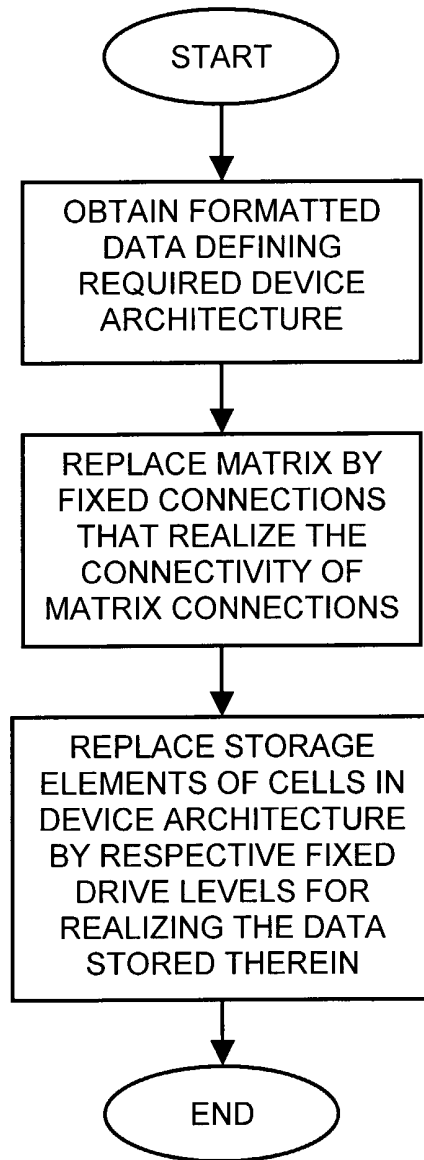 START
OBTAIN FORMATTED
DATA DEFINING
REQUIRED DEVICE
ARCHITECTURE
REPLACE MATRIX BY
FIXED CONNECTIONS
THAT REALIZE THE
CONNECTIVITY OF
MATRIX CONNECTIONS
REPLACE STORAGE
ELEMENTS OF CELLS IN
DEVICE ARCHITECTURE
BY RESPECTIVE FIXED
DRIVE LEVELS FOR
REALIZING THE DATA
STORED THEREIN
END